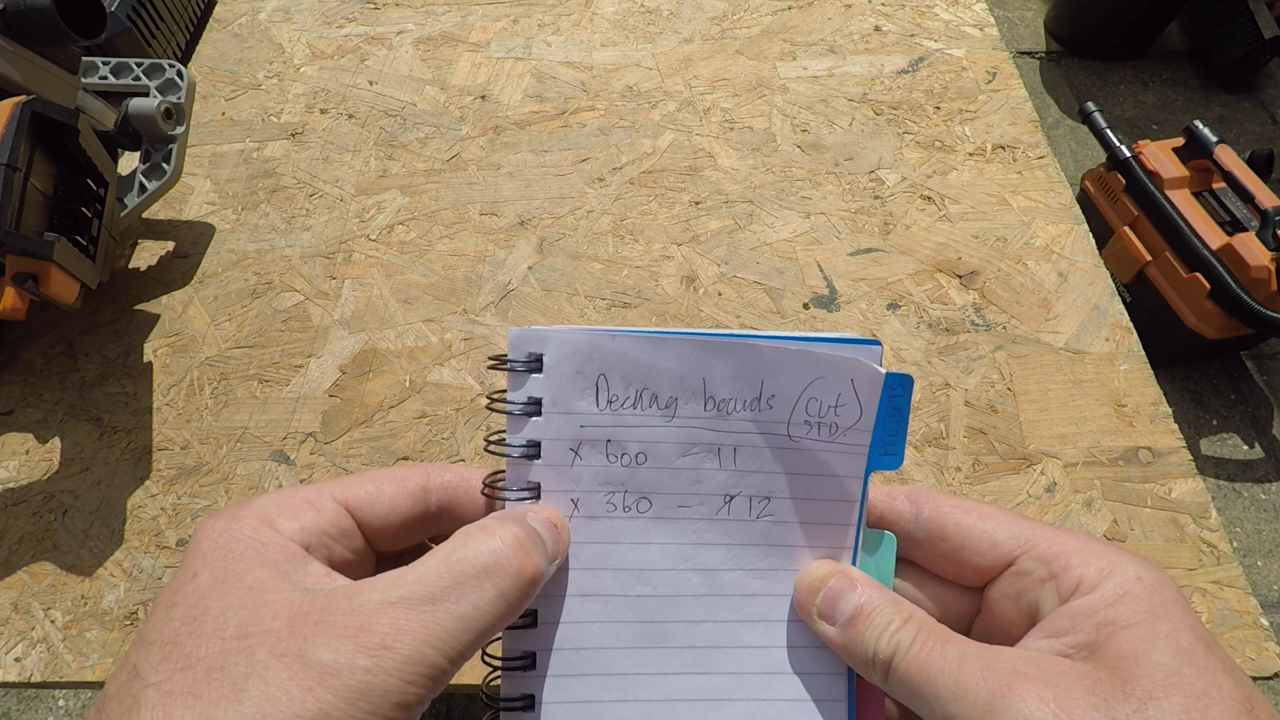 Decking boards (cut STD.)
x 600 - 11
x 360 - 12